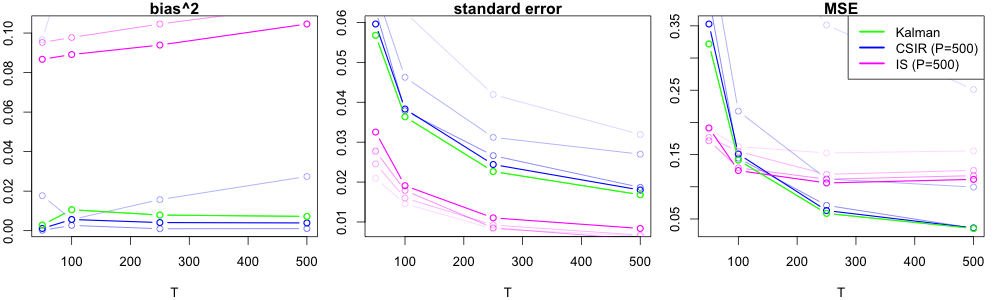 bias^2
standard error
MSE
0.10
0.08
0.06
0.04
0.02
0.00
0.06
0.05
0.04
0.03
0.02
0.01
0.35
0.25
0.15
0.05
Kalman
CSIR (P=500)
IS (P=500)
100 200 300 400 500
100 200 300 400 500
100 200 300 400 500
T
T
T